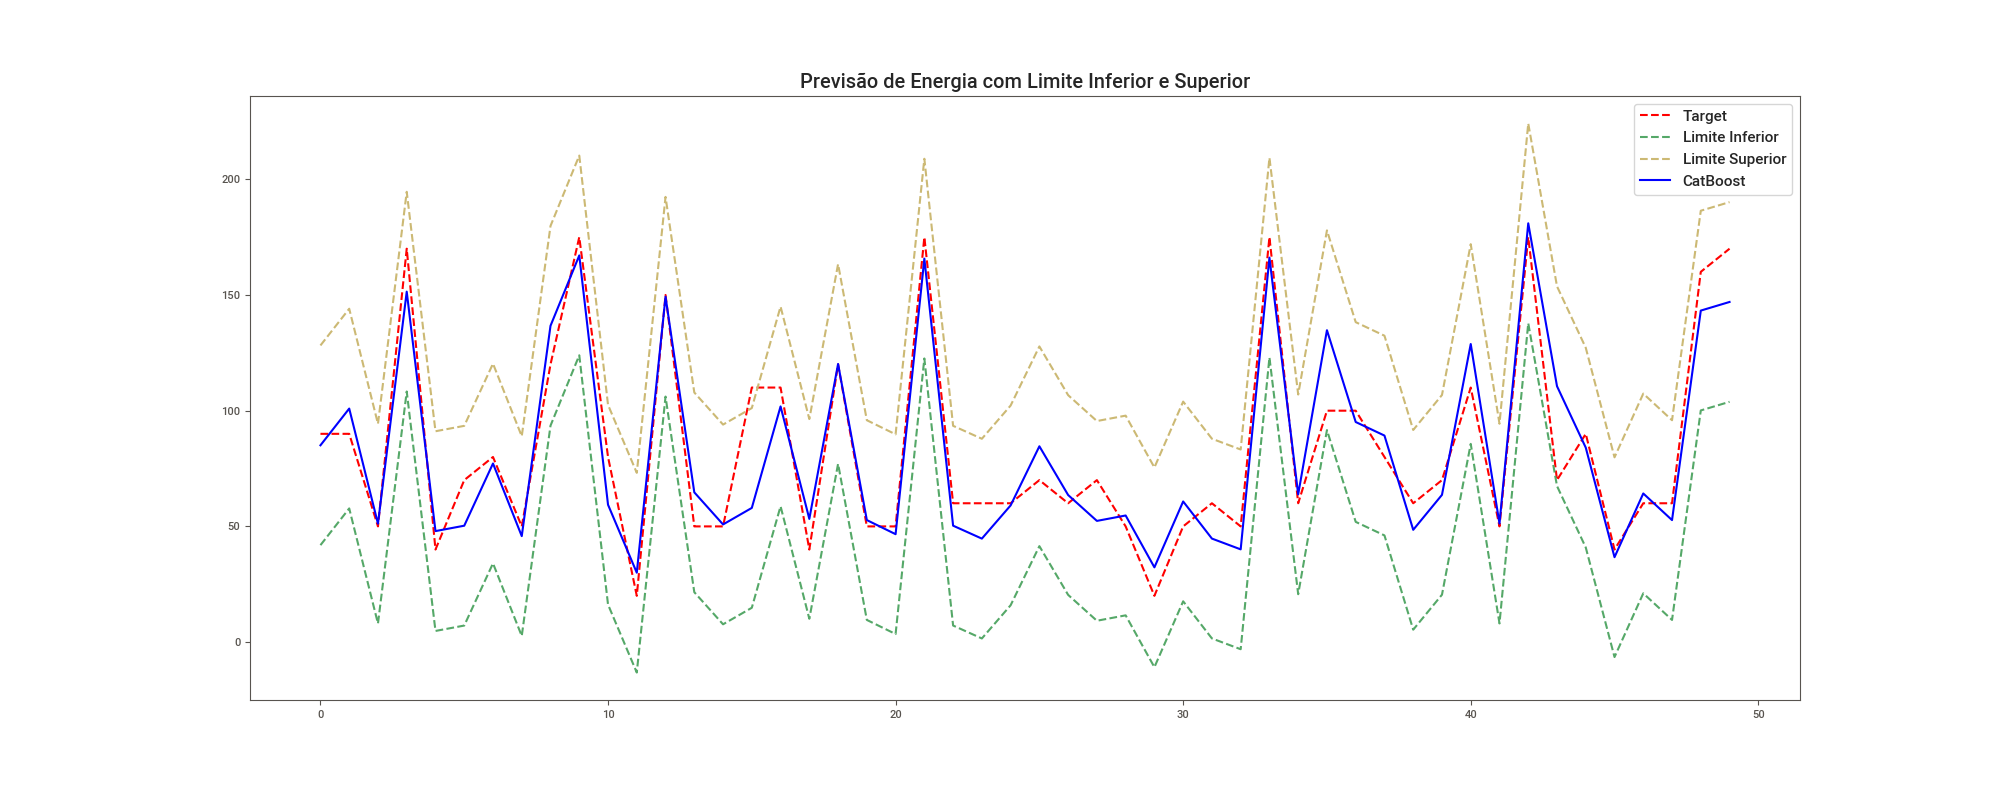 Previsão de Energia com Limite Inferior e Superior
Target
Limite Inferior
Limite Superior
CatBoost
200
150
100
50
0
0 10 20 30 40 50